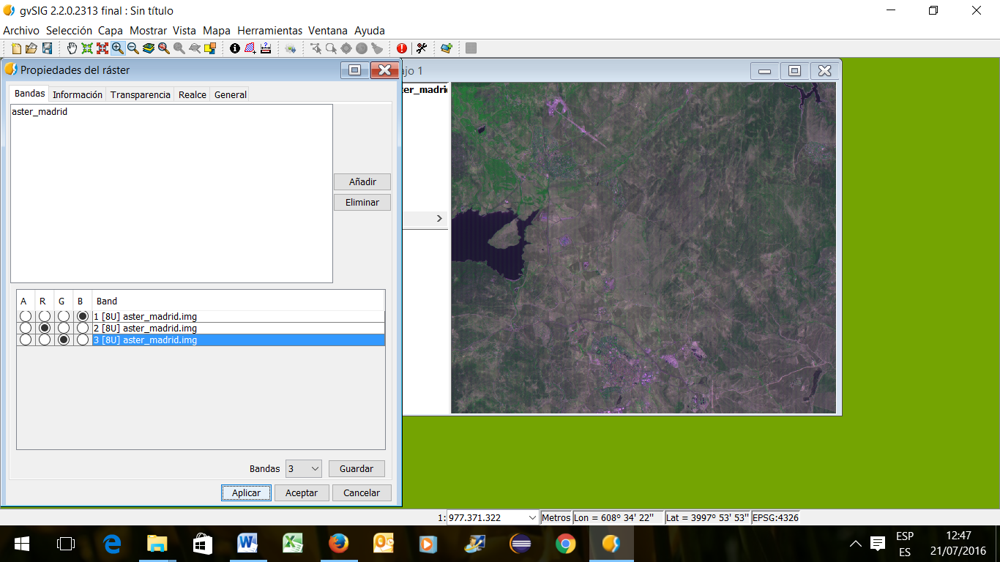 gvSIG 2.2.0.2313 final : Sin título
Archivo Selección Capa Mostrar Vista Mapa Herramientas Ventana Ayuda
Propiedades del ráster
ajo 1
Bandas Información Transparencia Realce General
aster_madrid
ter_madri
Añadir
Eliminar
A R G B Band
1 [8U] aster_madrid.img
2 [8U] aster_madrid.img
3 [8U] aster_madrid.img
Bandas 3 Guardar
Aplicar Aceptar Cancelar
1: 977.371.322 Metros Lon = 608° 34' 22" Lat = 3997° 53' 53" EPSG:4326
ESP
ES
12:47
21/07/2016